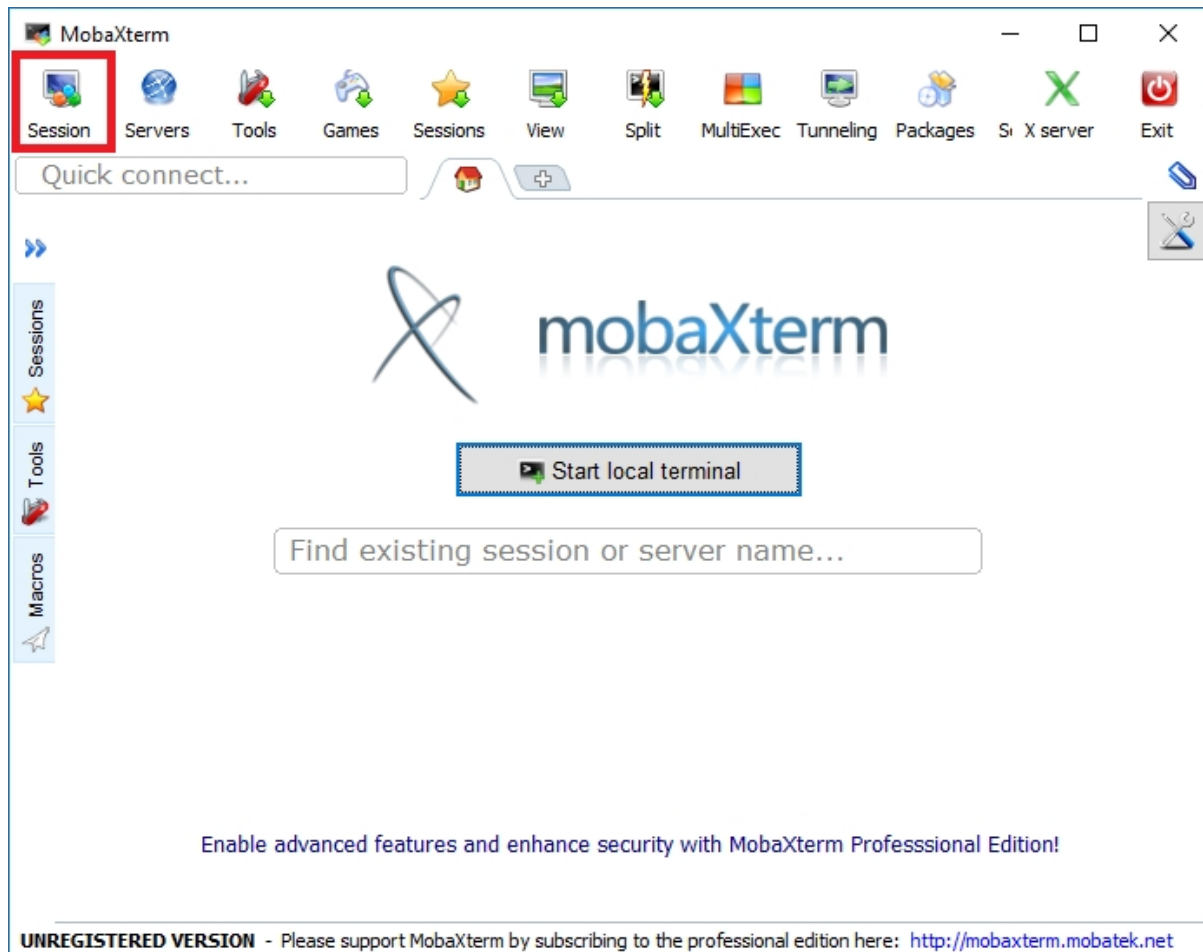 MobaXterm
Session Servers Tools Games Sessions View Split MultiExec Tunneling Packages X server Exit
Quick connect...
Sessions
mobaXterm
Start local terminal
Tools
Find existing session or server name...
Macros
Enable advanced features and enhance security with MobaXterm Professsional Edition!
UNREGISTERED VERSION - Please support MobaXterm by subscribing to the professional edition here: http://mobaxterm.mobatek.net